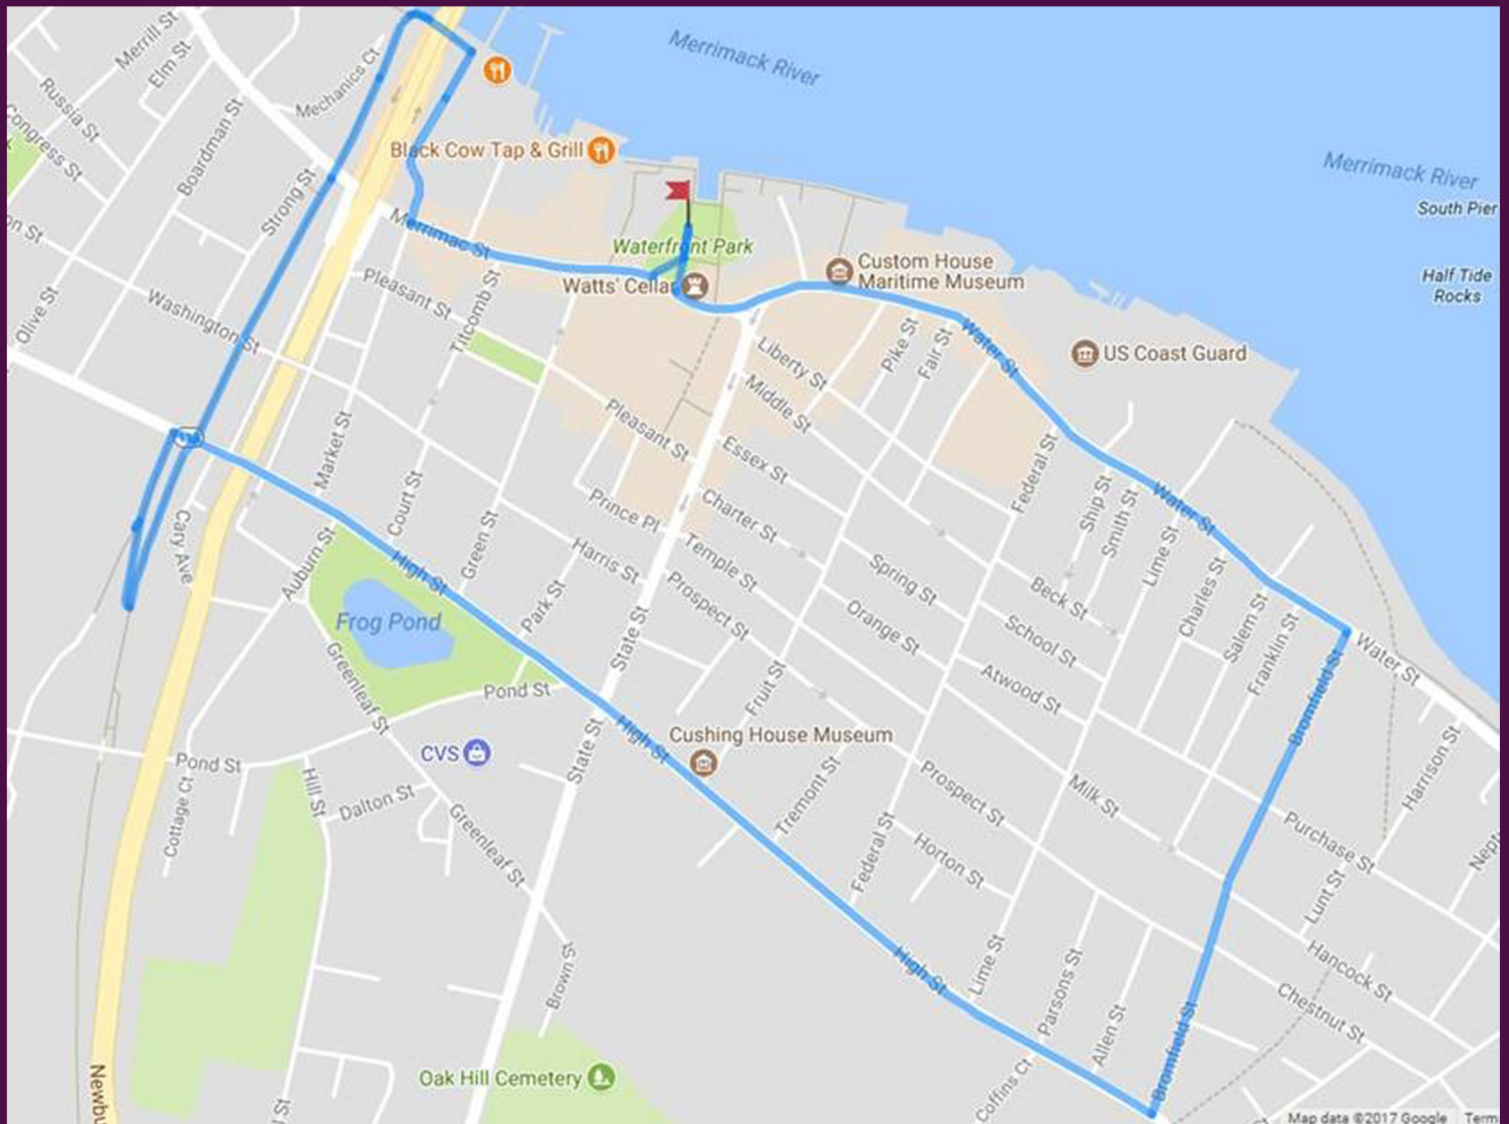 Merrill St
Elm St
Mechanics Ct
Merrimack River
Russia St
Congress St
Boardman St
Black Cow Tap & Grill
Merrimack River
South Pier
Strong St
Merrimac St
Waterfront Park
on St
Custom House
Maritime Museum
Half Tide
Rocks
Pleasant St
Watts' Cellar
Olive St
Washington St
Titcomb St
Liberty St
Pike St
Fair St
Water St
US Coast Guard
Middle St
Pleasant St
Market St
Essex St
Federal St
Court St
Prince Pl
Charter St
Ship St
Smith St
Water St
Cary Ave
Auburn St
High St
Green St
Harris St
Temple St
Spring St
Lime St
Beck St
Charles St
Frog Pond
Park St
Prospect St
Orange St
School St
Salem St
Franklin St
State St
Water St
Greenleaf St
Pond St
Fruit St
Atwood St
Bromfield St
High St
Cushing House Museum
CVS
State St
Pond St
Harrison St
Hill St
Dalton St
Cottage Ct
Greenleaf St
Tremont St
Prospect St
Milk St
Purchase St
Nept
Federal St
Horton St
Lunt St
Brown St
High St
Lime St
Parsons St
Hancock St
Chestnut St
Allen St
Bromfield St
Oak Hill Cemetery
Coffins Ct
Newbu
St
Map data ©2017 Google
Term